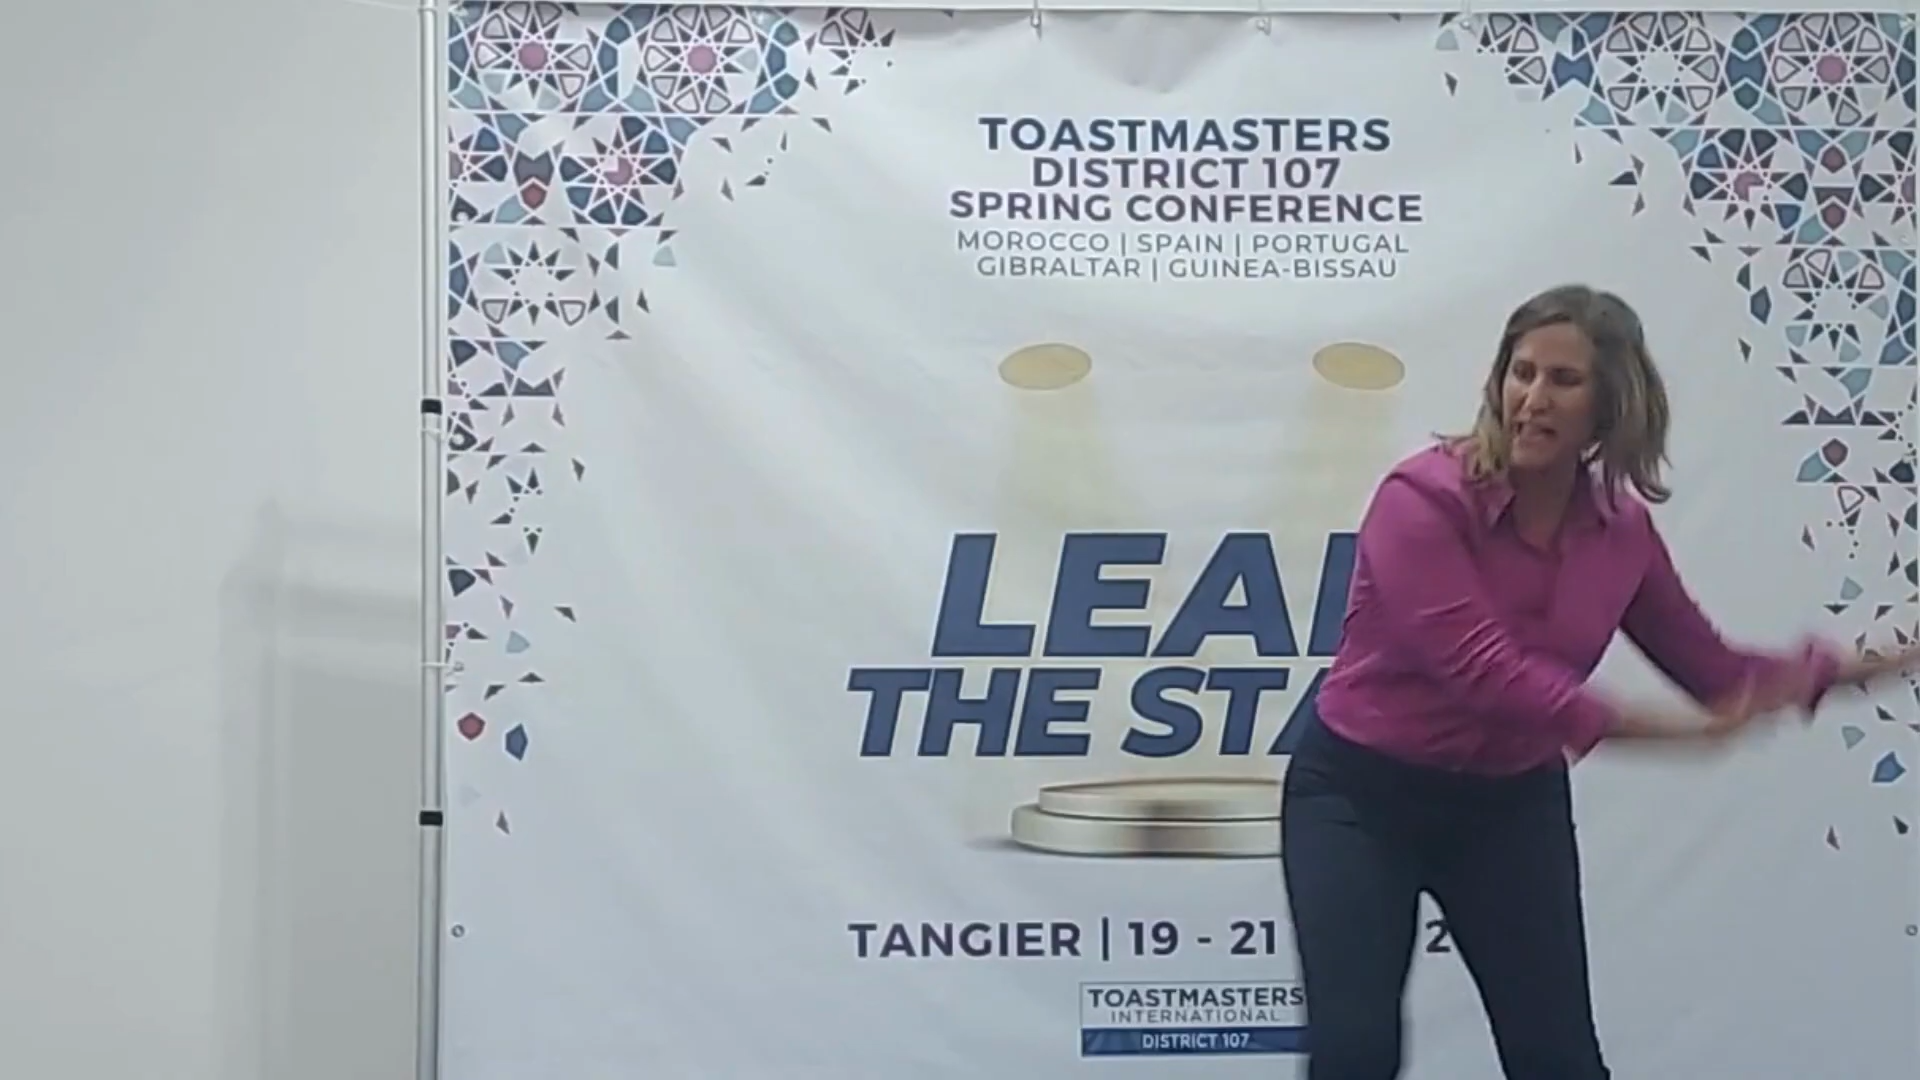 TOASTMASTERS
DISTRICT 107
SPRING CONFERENCE
MOROCCO | SPAIN | PORTUGAL
GIBRALTAR | GUINEA-BISSAU
LEA
THE STA
TANGIER | 19 - 21 2
TOASTMASTERS
INTERNATIONAL
DISTRICT 107